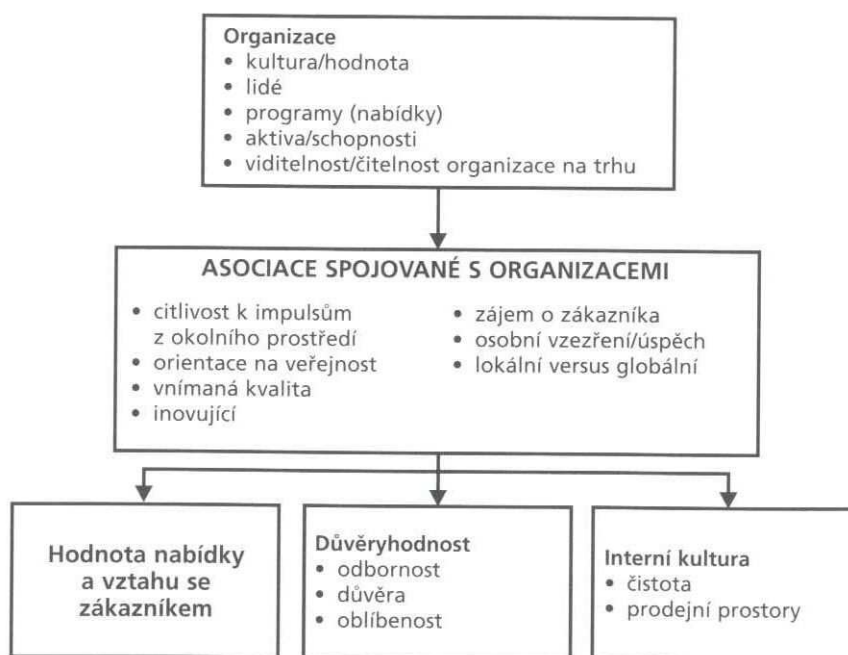 Organizace
• kultura/hodnota
• lidé
• programy (nabídky)
• aktiva/schopnosti
• viditelnost/čitelnost organizace na trhu
ASOCIACE SPOJOVANÉ S ORGANIZACEMI
• citlivost k impulsům
z okolního prostředí
• orientace na veřejnost
• vnímaná kvalita
• inovující
• zájem o zákazníka
• osobní vzezření/úspěch
• lokální versus globální
Hodnota nabídky
a vztahu se
zákazníkem
Důvěryhodnost
• odbornost
• důvěra
• oblíbenost
Interní kultura
• čistota
• prodejní prostory